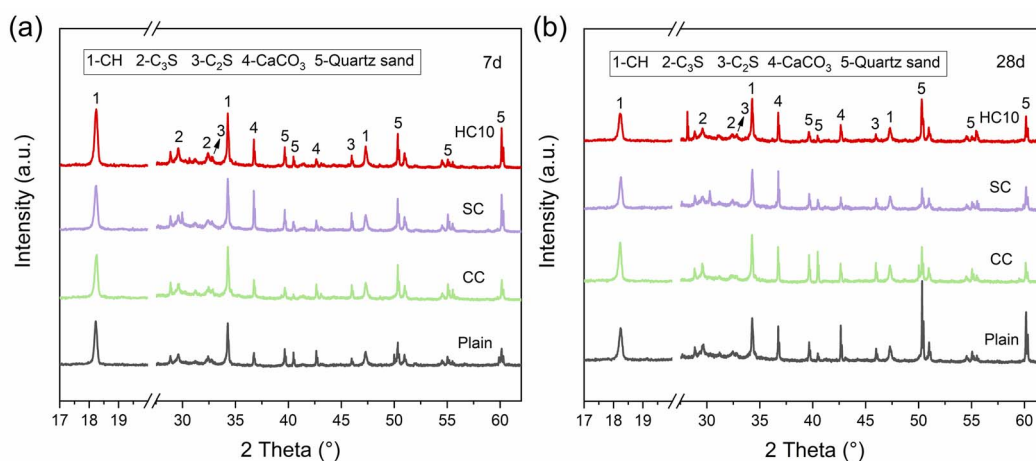 (a)
1-CH 2-C₃S 3-C₂S 4-CaCO₃ 5-Quartz sand
7d
1 2 2 3 1 4 5 5 4 3 1 5 5 5
HC10
SC
CC
Plain
Intensity (a.u.)
17 18 19 20 30 35 40 45 50 55 60
2 Theta (°)
(b)
1-CH 2-C₃S 3-C₂S 4-CaCO₃ 5-Quartz sand
28d
1 2 2 3 1 4 5 5 4 3 1 5 5 5
HC10
SC
CC
Plain
Intensity (a.u.)
17 18 19 20 30 35 40 45 50 55 60
2 Theta (°)